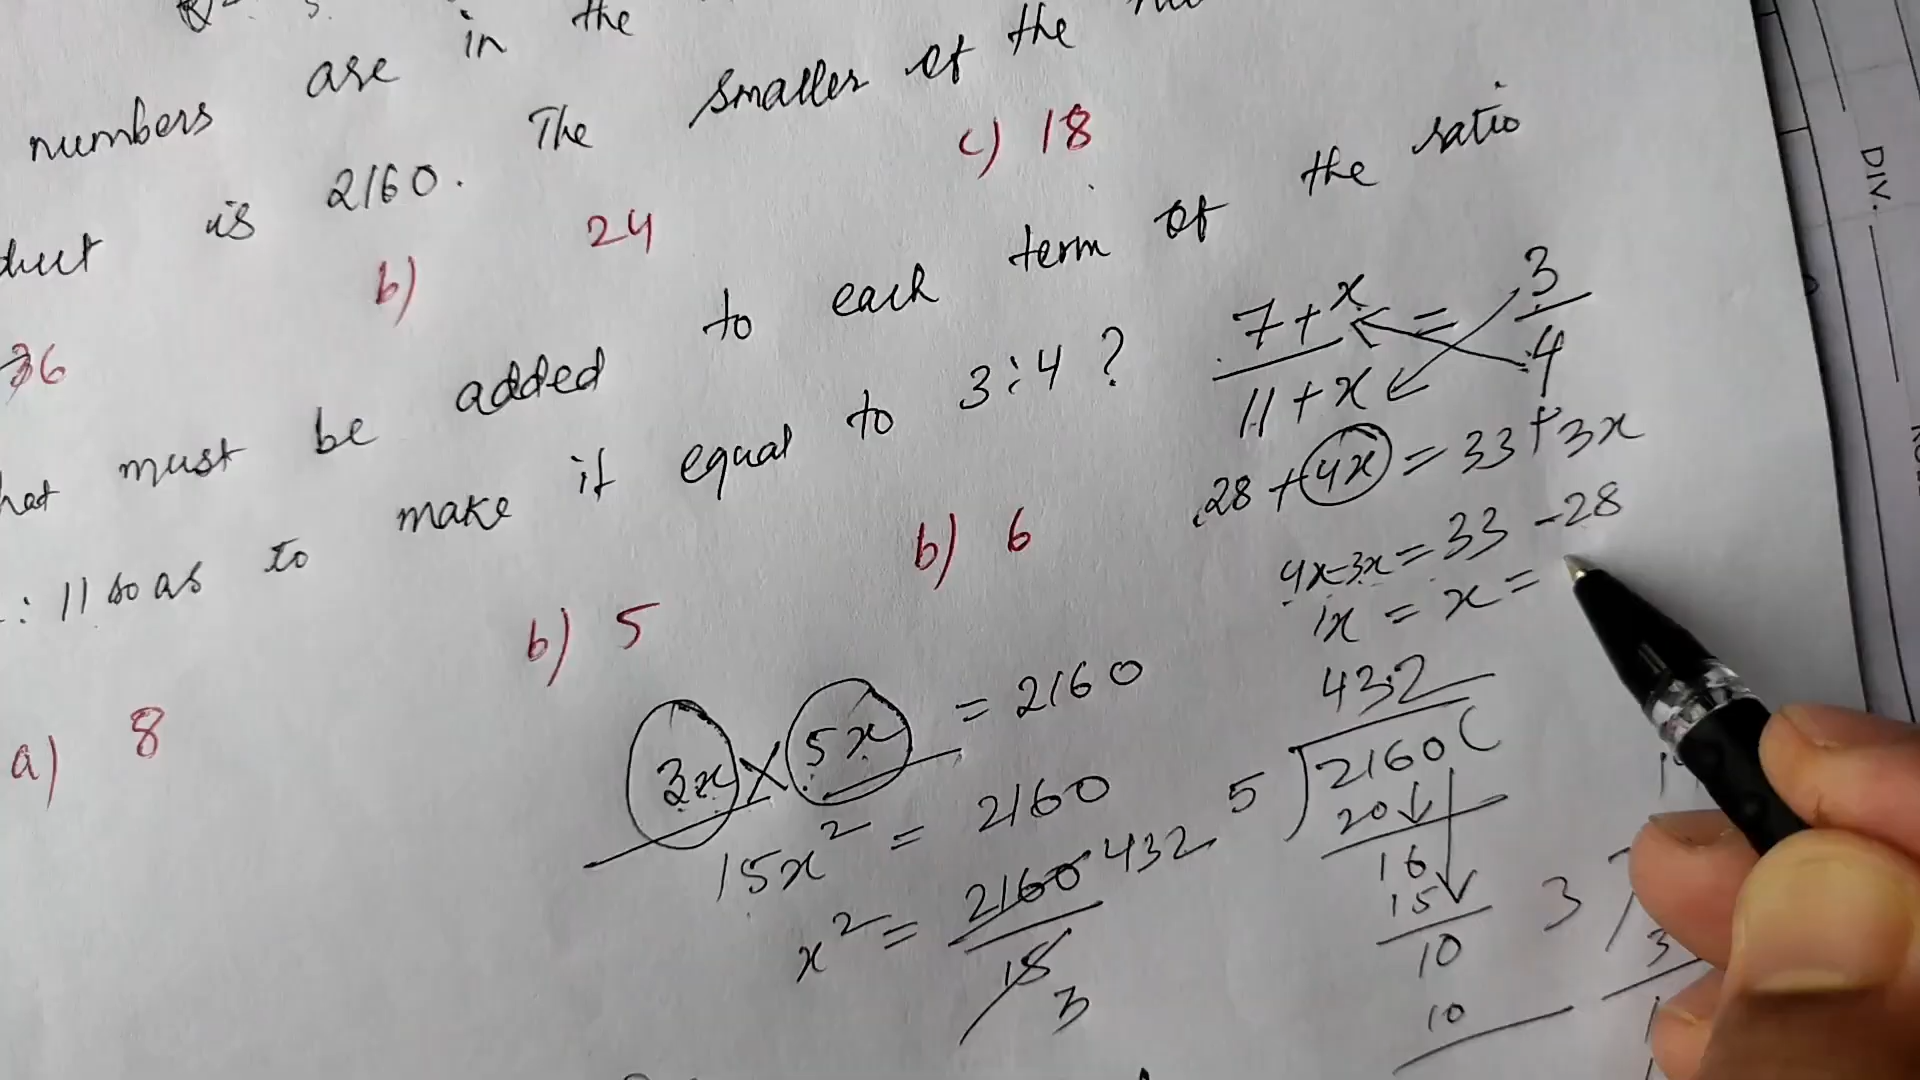 numbers are in the
is 2160. The smaller of the
36 b) 24 c) 18
must be added to each term of the ratio
: 11 so as to make it equal to 3:4 ?
a) 8 b) 5 b) 6
7+x = 3
11+x 4
28 + 4x = 33 + 3x
4x-3x = 33 - 28
1x = x =
3x × 5x = 2160
15x² = 2160
x² = 2160 432
15
3
432
5 2160
20
16
15
10
10
3
3
DIV.